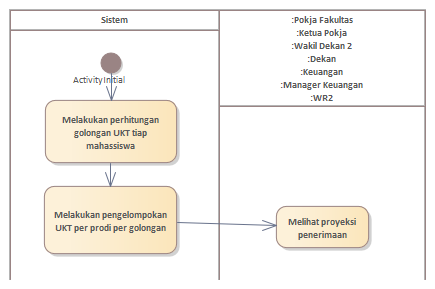 Sistem
:Pokja Fakultas
:Ketua Pokja
:Wakil Dekan 2
:Dekan
:Keuangan
:Manager Keuangan
:WR2
ActivityInitial
Melakukan perhitungan
golongan UKT tiap
mahassiswa
Melakukan pengelompokan
UKT per prodi per golongan
Melihat proyeksi
penerimaan